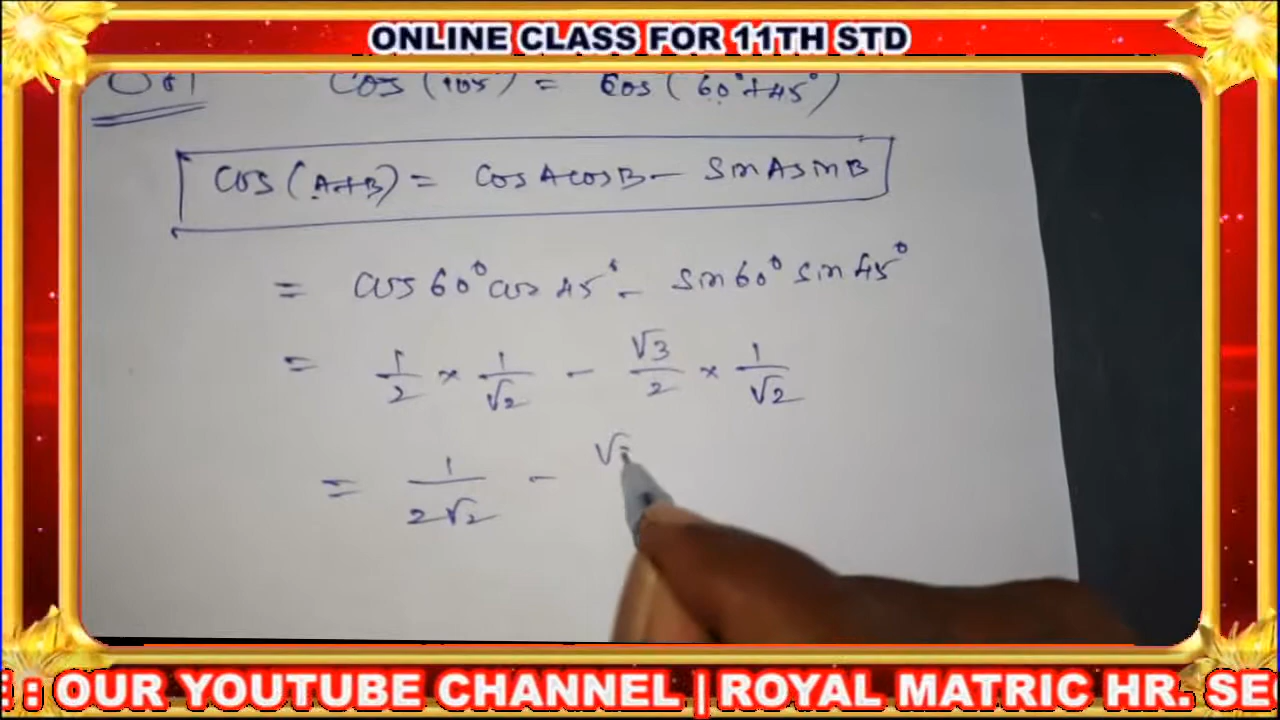 ONLINE CLASS FOR 11TH STD
Cos (105) = Cos (60°+45°)
Cos (A+B) = Cos A cos B - Sin A sin B
= cos 60° cos 45° - sin 60° sin 45°
= 1/2 × 1/√2 - √3/2 × 1/√2
= 1/2√2 - √
: OUR YOUTUBE CHANNEL | ROYAL MATRIC HR. SE